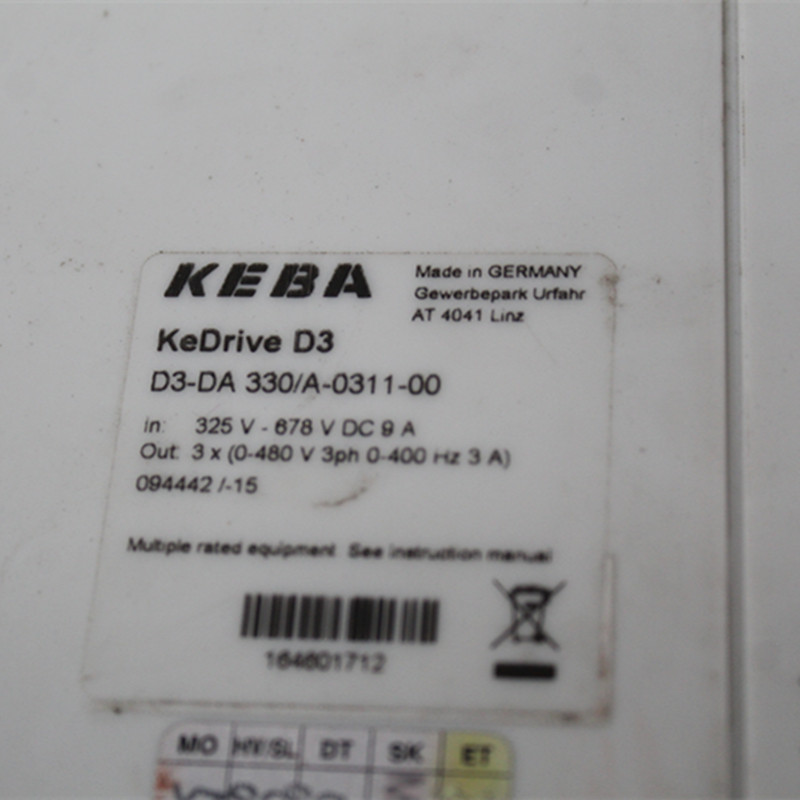 KEBA
Made in GERMANY
Gewerbepark Urfahr
AT 4041 Linz
KeDrive D3
D3-DA 330/A-0311-00
in: 325 V - 678 V DC 9 A
Out: 3 x (0-480 V 3ph 0-400 Hz 3 A)
094442 /-15
Multiple rated equipment. See instruction manual
164601712
MO HW/SL DT SK ET